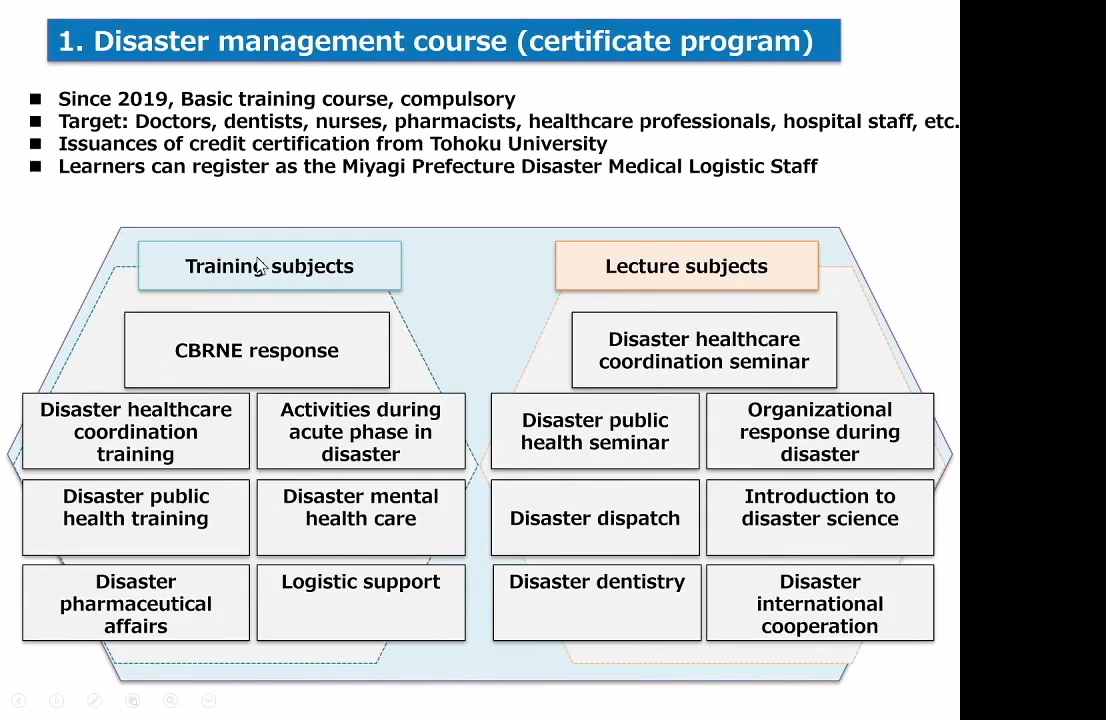 1. Disaster management course (certificate program)
Since 2019, Basic training course, compulsory
Target: Doctors, dentists, nurses, pharmacists, healthcare professionals, hospital staff, etc.
Issuances of credit certification from Tohoku University
Learners can register as the Miyagi Prefecture Disaster Medical Logistic Staff
Training subjects
CBRNE response
Disaster healthcare
coordination
training
Activities during
acute phase in
disaster
Disaster public
health training
Disaster mental
health care
Disaster
pharmaceutical
affairs
Logistic support
Lecture subjects
Disaster healthcare
coordination seminar
Disaster public
health seminar
Organizational
response during
disaster
Disaster dispatch
Introduction to
disaster science
Disaster dentistry
Disaster
international
cooperation